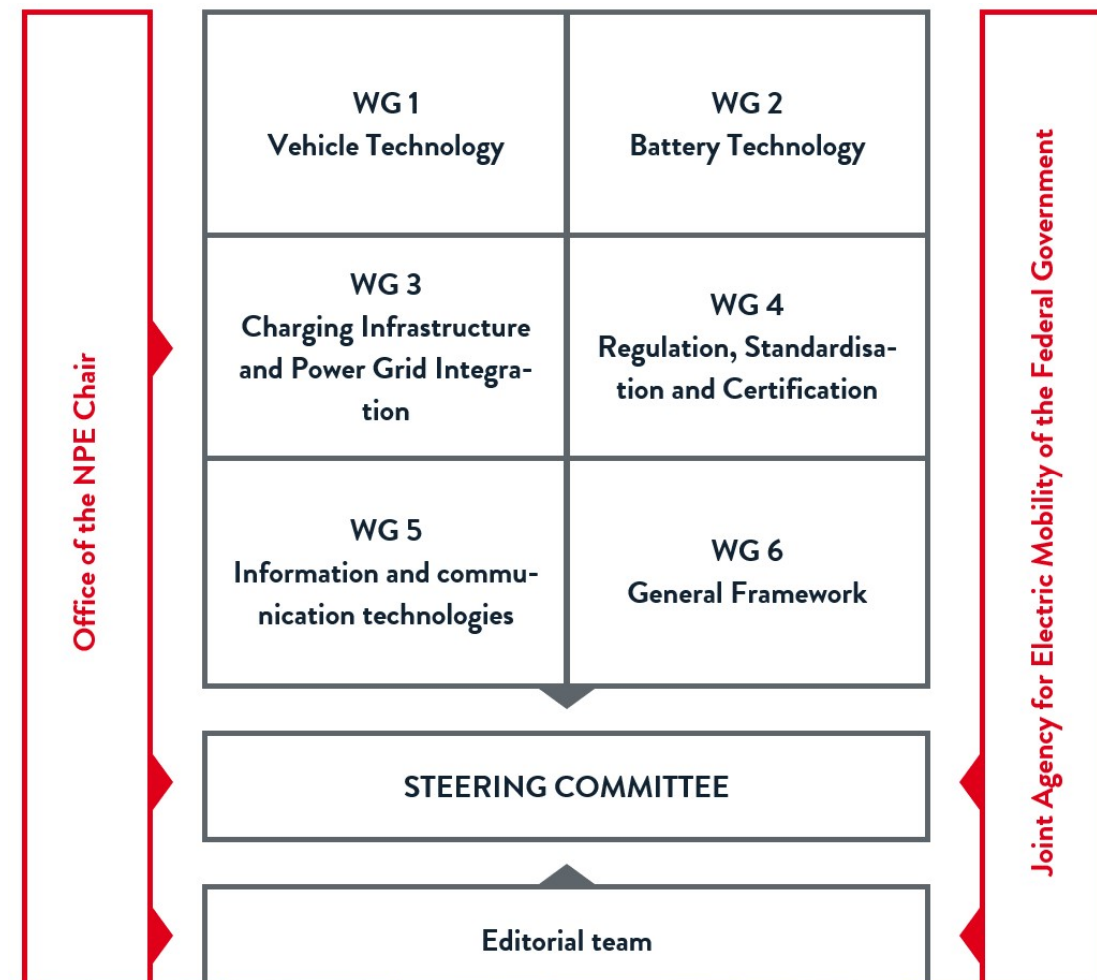 Office of the NPE Chair
WG 1
Vehicle Technology
WG 2
Battery Technology
WG 3
Charging Infrastructure
and Power Grid Integra-
tion
WG 4
Regulation, Standardisa-
tion and Certification
WG 5
Information and commu-
nication technologies
WG 6
General Framework
STEERING COMMITTEE
Editorial team
Joint Agency for Electric Mobility of the Federal Government